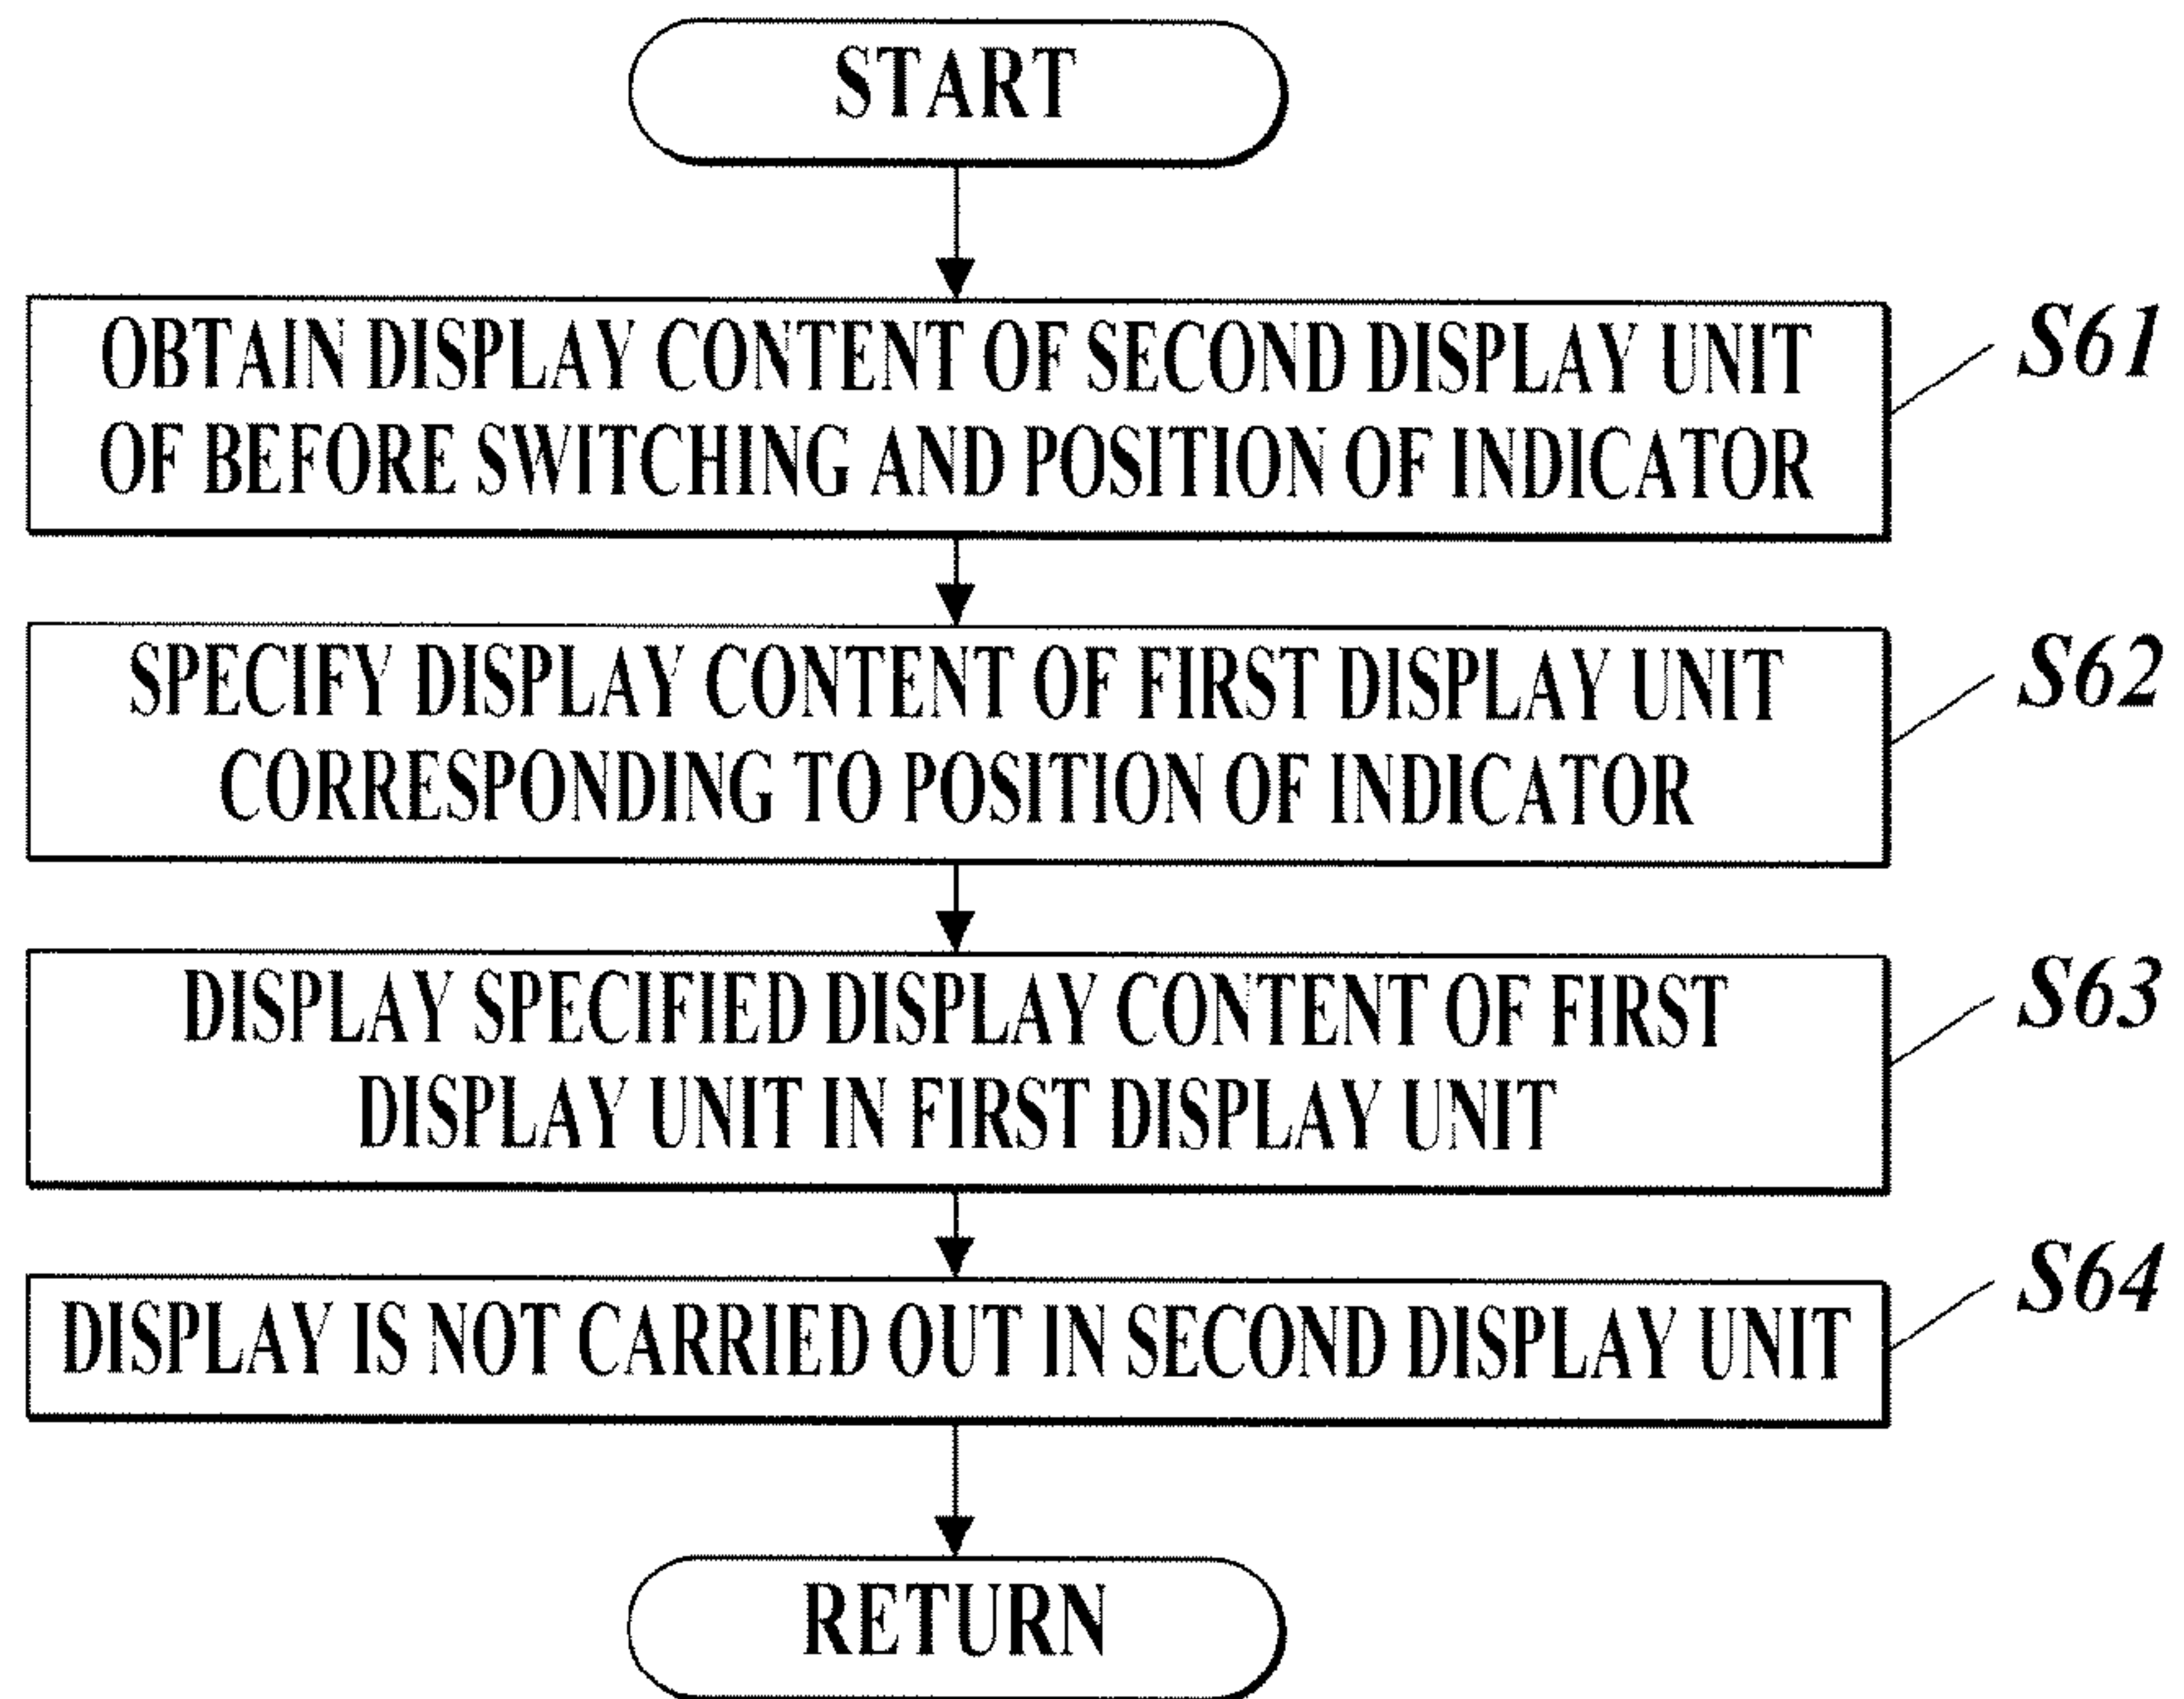 START
OBTAIN DISPLAY CONTENT OF SECOND DISPLAY UNIT
OF BEFORE SWITCHING AND POSITION OF INDICATOR
S61
SPECIFY DISPLAY CONTENT OF FIRST DISPLAY UNIT
CORRESPONDING TO POSITION OF INDICATOR
S62
DISPLAY SPECIFIED DISPLAY CONTENT OF FIRST
DISPLAY UNIT IN FIRST DISPLAY UNIT
S63
DISPLAY IS NOT CARRIED OUT IN SECOND DISPLAY UNIT
S64
RETURN